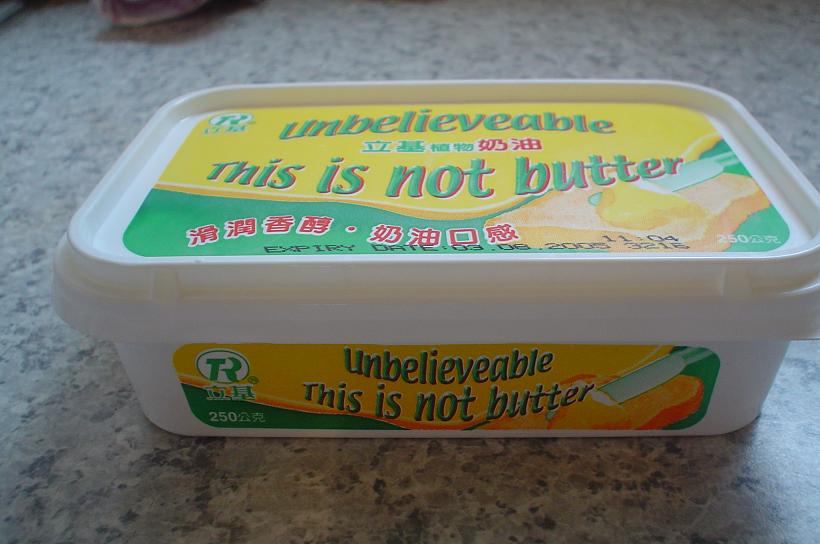 TR
立基
unbelieveable
立基植物奶油
This is not butter
滑潤香醇・奶油口感
11:04
EXPIRY DATE:03.06.2005 3216
250公克
TR
立基
250公克
unbelieveable
This is not butter